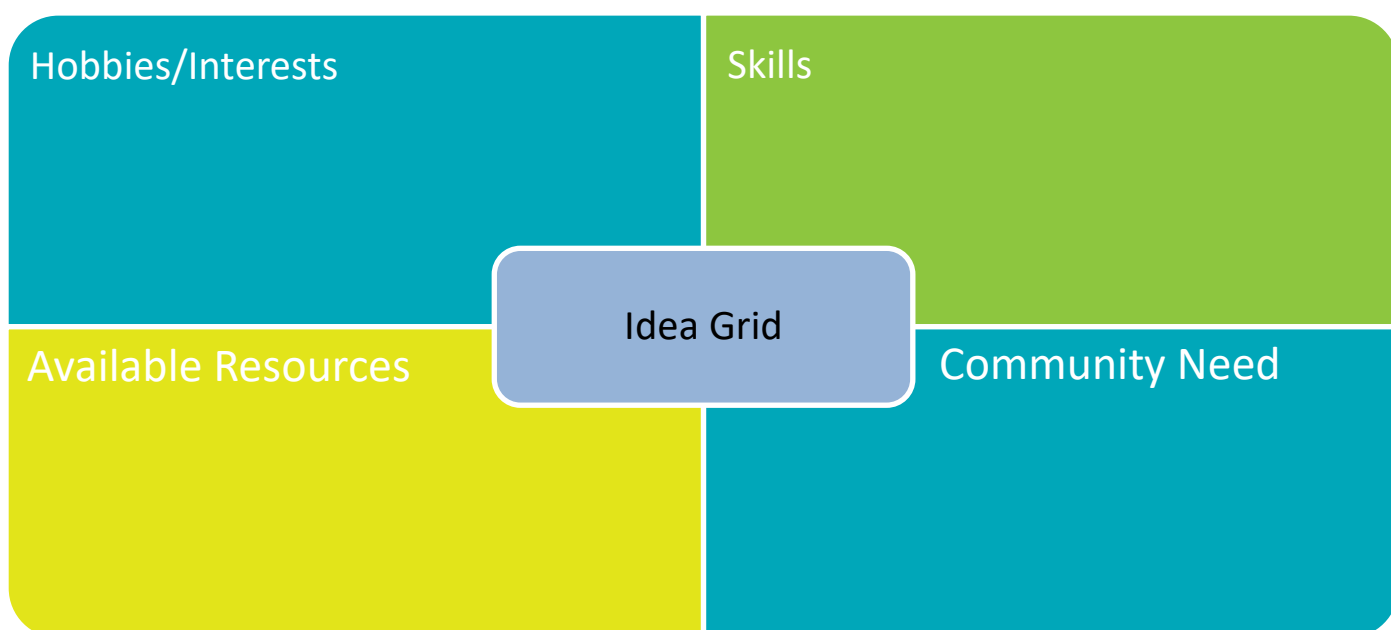 Hobbies/Interests
Skills
Idea Grid
Available Resources
Community Need